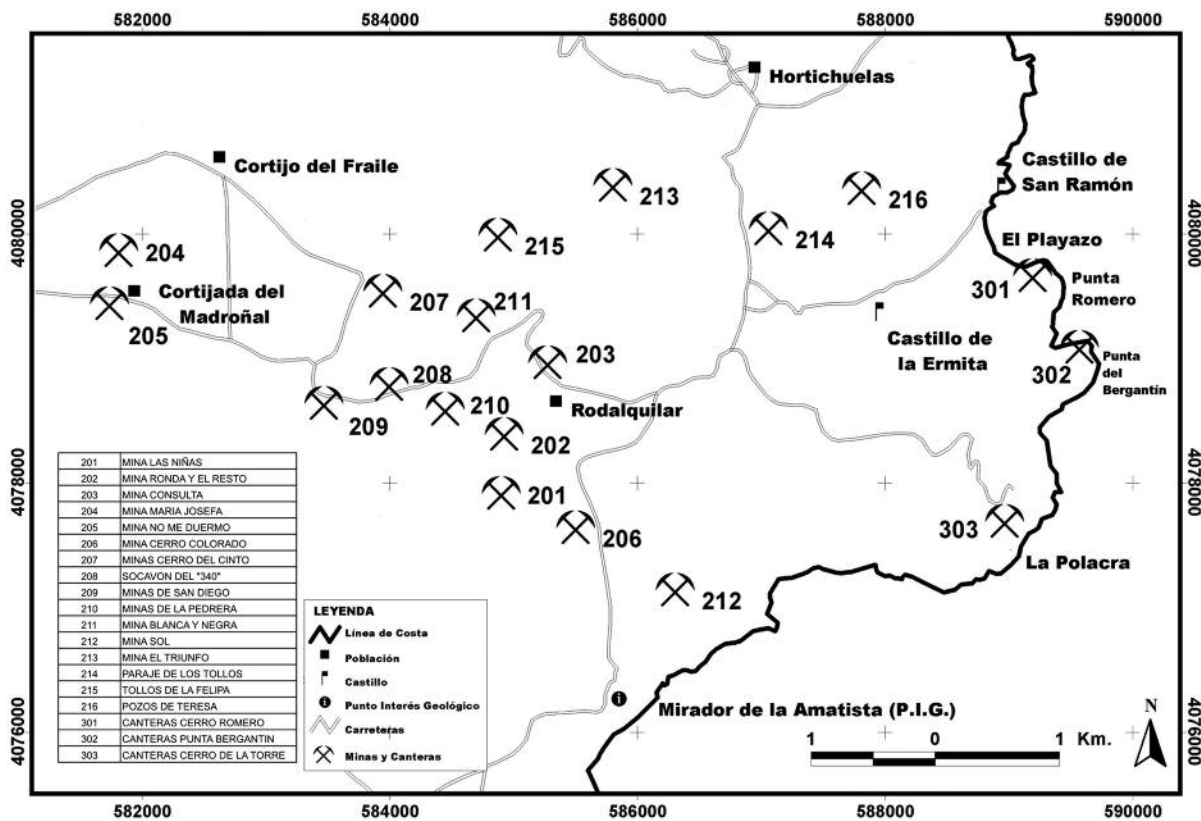 582000 584000 586000 588000 590000
Hortichuelas
Cortijo del Fraile
Castillo de
San Ramón
213
216
4080000
4080000
204
215
214
El Playazo
Cortijada del
Madroñal
207
211
301
Punta
Romero
205
203
Castillo de
la Ermita
302
Punta
del
Bergantín
208
209
210
Rodalquilar
202
4078000
4078000
201
206
303
La Polacra
212
201 MINA LAS NIÑAS
202 MINA RONDA Y EL RESTO
203 MINA CONSULTA
204 MINA MARIA JOSEFA
205 MINA NO ME DUERMO
206 MINA CERRO COLORADO
207 MINAS CERRO DEL CINTO
208 SOCAVON DEL "340"
209 MINAS DE SAN DIEGO
210 MINAS DE LA PEDRERA
211 MINA BLANCA Y NEGRA
212 MINA SOL
213 MINA EL TRIUNFO
214 PARAJE DE LOS TOLLOS
215 TOLLOS DE LA FELIPA
216 POZOS DE TERESA
301 CANTERAS CERRO ROMERO
302 CANTERAS PUNTA BERGANTIN
303 CANTERAS CERRO DE LA TORRE
LEYENDA
Línea de Costa
Población
Castillo
i Punto Interés Geológico
Carreteras
Minas y Canteras
i
Mirador de la Amatista (P.I.G.)
1 0 1 Km.
N
4076000
4076000
582000 584000 586000 588000 590000